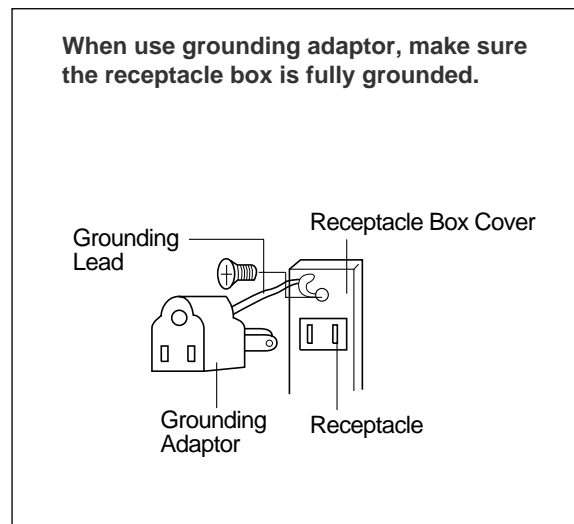 When use grounding adaptor, make sure
the receptacle box is fully grounded.
Receptacle Box Cover
Grounding
Lead
Grounding
Adaptor
Receptacle